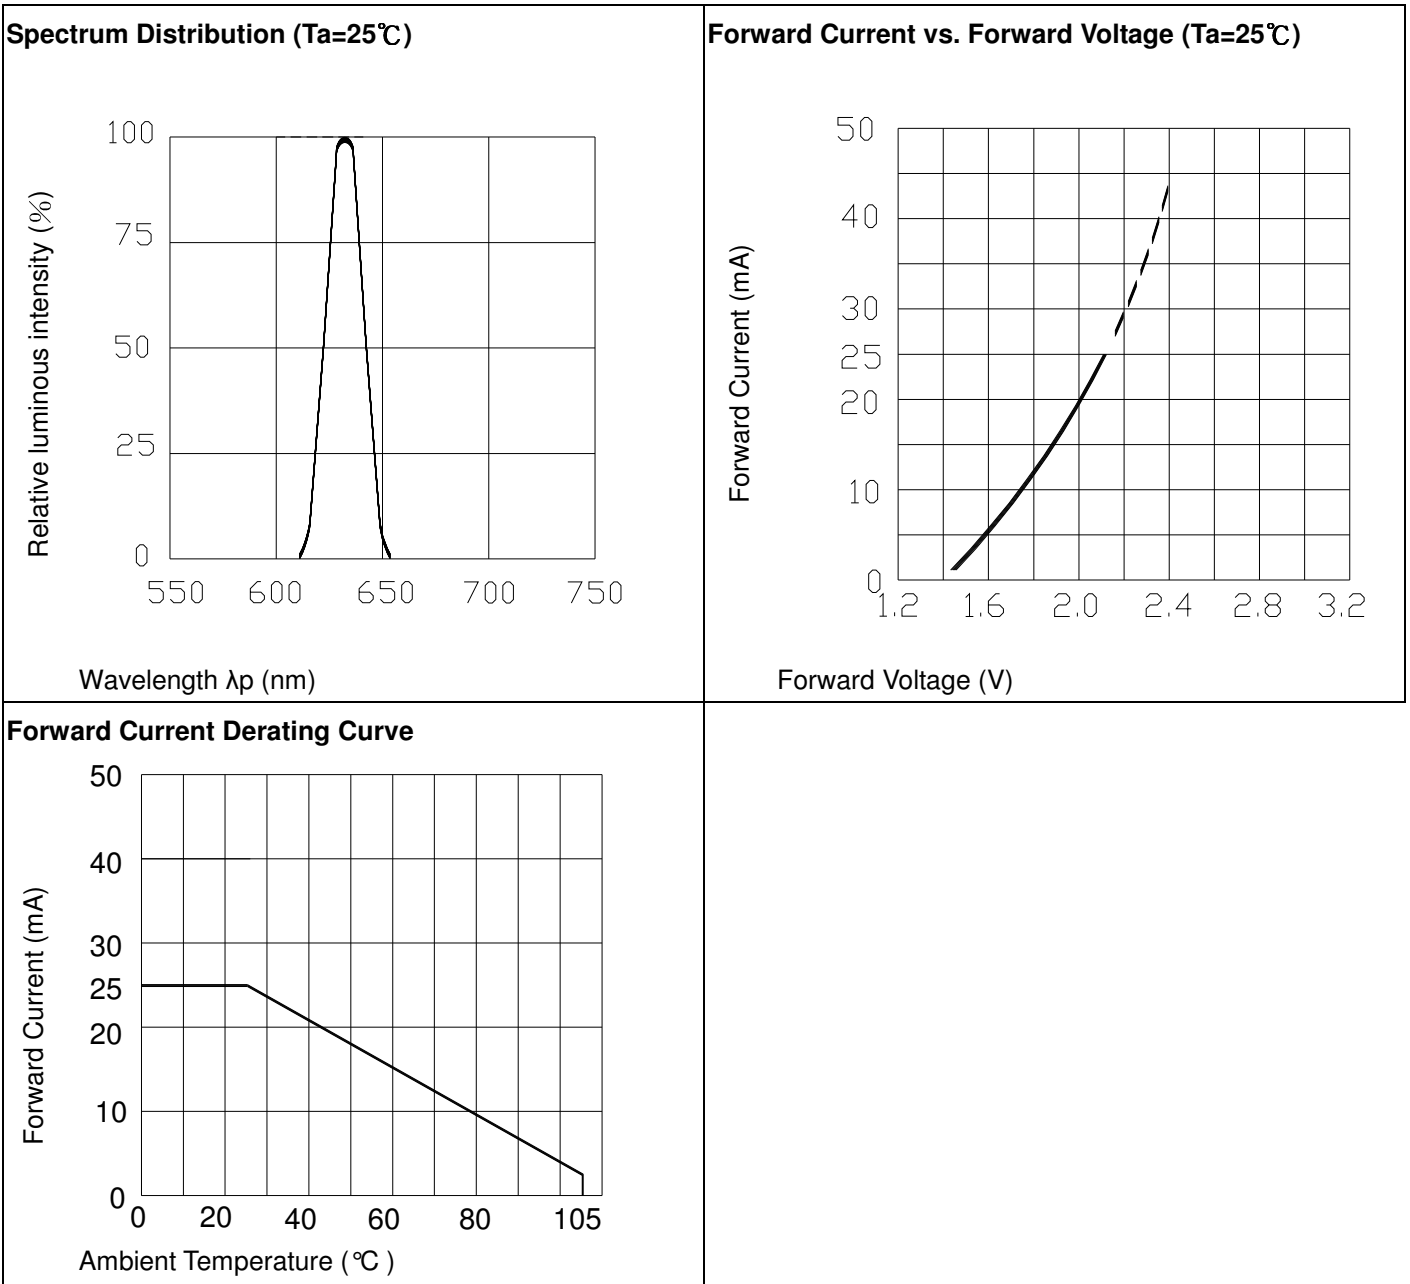 Spectrum Distribution (Ta=25℃)
100
75
50
25
0
550 600 650 700 750
Relative luminous intensity (%)
Wavelength λp (nm)
Forward Current vs. Forward Voltage (Ta=25℃)
50
40
30
25
20
10
0
1.2 1.6 2.0 2.4 2.8 3.2
Forward Current (mA)
Forward Voltage (V)
Forward Current Derating Curve
50
40
30
25
20
10
0
0 20 40 60 80 105
Forward Current (mA)
Ambient Temperature ( ℃ )